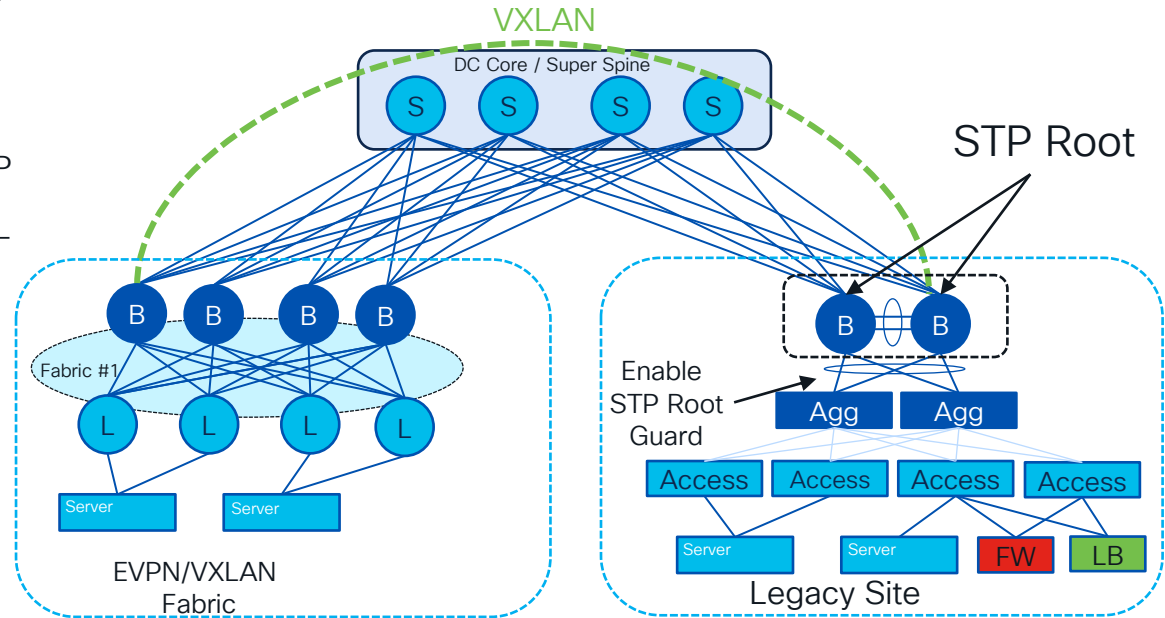 VXLAN
DC Core / Super Spine
S S S S
STP Root
P
B B B B
B B
Fabric #1
Enable
STP Root
Guard
L L L L
Agg Agg
Access Access Access Access
Server Server
Server Server FW LB
EVPN/VXLAN
Fabric
Legacy Site